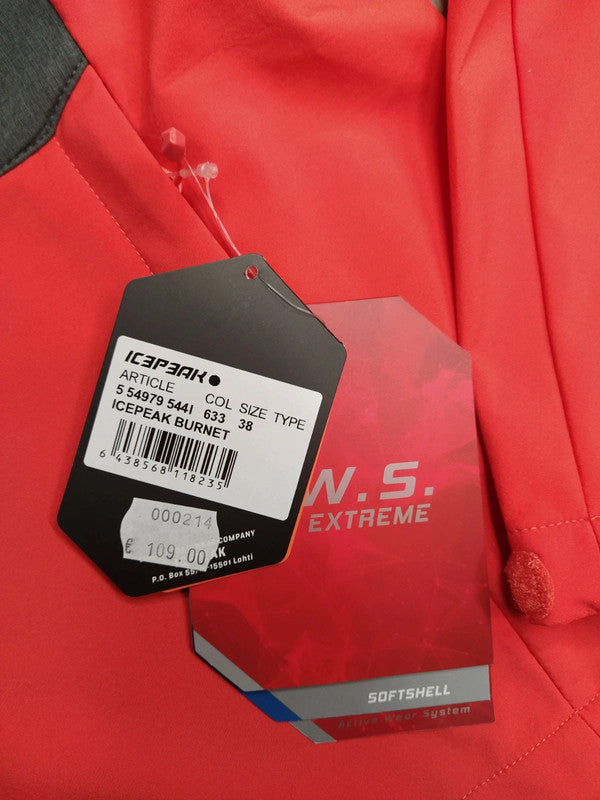 ICEPEAK
ARTICLE COL SIZE TYPE
5 54979 544I 633 38
ICEPEAK BURNET
6 438568 118235
000214
€ 109.00
COMPANY
P.O. Box 15501 Lahti
W.S.
EXTREME
SOFTSHELL
Active Wear System